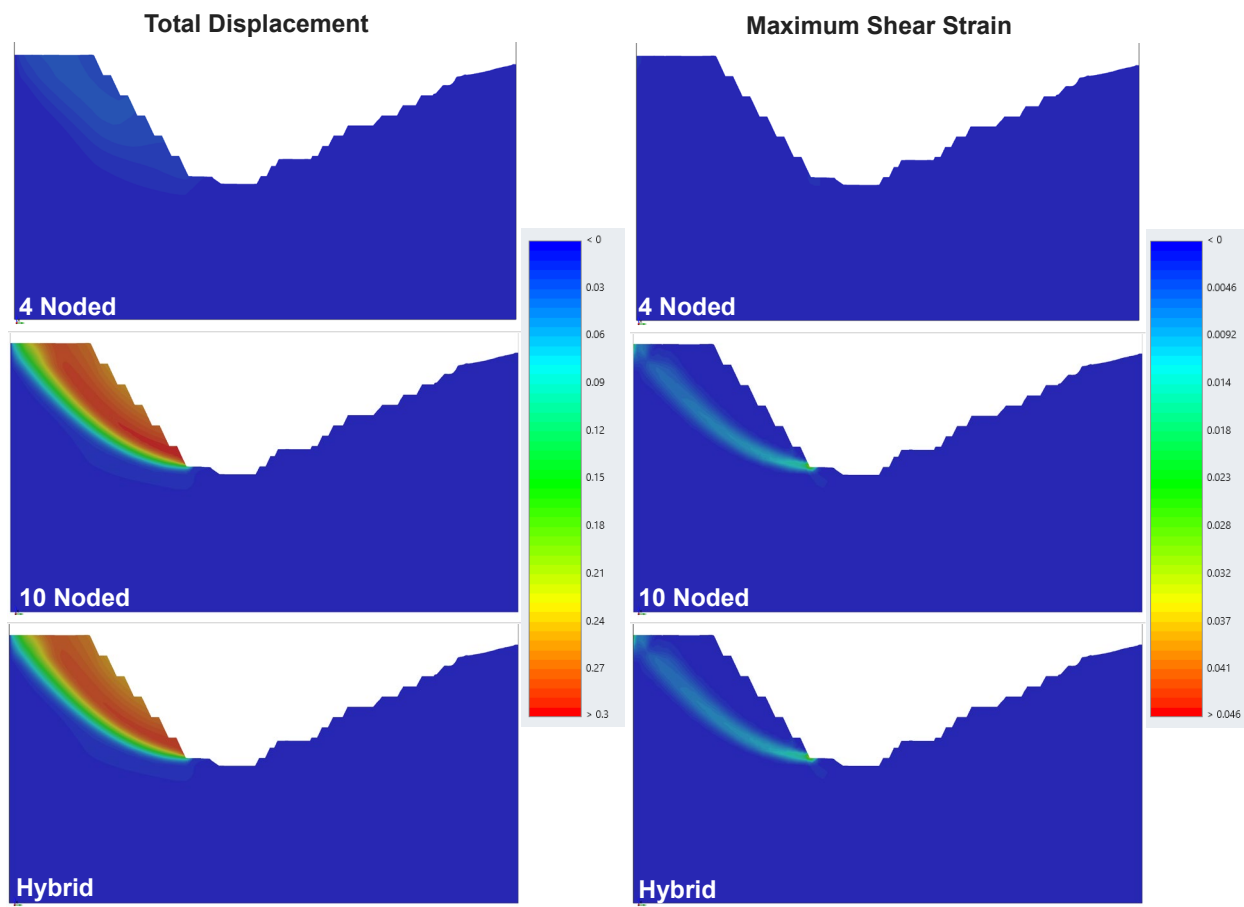 Total Displacement
Maximum Shear Strain
4 Noded
4 Noded
< 0
0.03
0.06
0.09
0.12
0.15
0.18
0.21
0.24
0.27
> 0.3
< 0
0.0046
0.0092
0.014
0.018
0.023
0.028
0.032
0.037
0.041
> 0.046
10 Noded
10 Noded
Hybrid
Hybrid